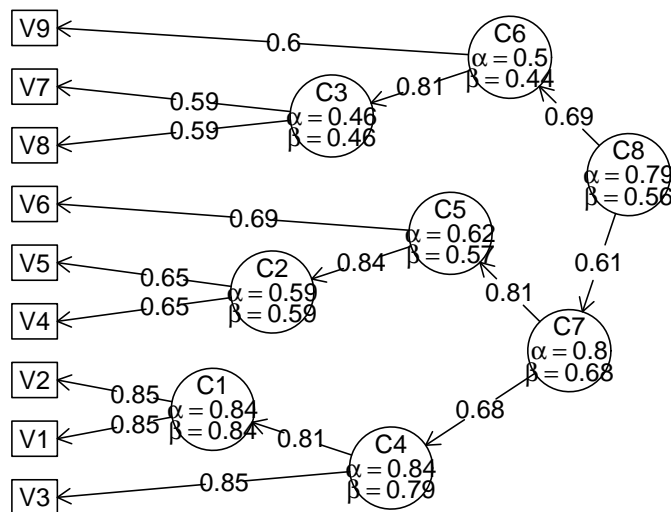 V9
0.6
C6
α = 0.5
β = 0.44
V7
0.59
0.81
C3
α = 0.46
β = 0.46
V8
0.59
0.69
C8
α = 0.79
β = 0.56
V6
0.69
C5
α = 0.62
β = 0.57
V5
0.65
0.84
C2
α = 0.59
β = 0.59
V4
0.65
0.61
0.81
C7
α = 0.8
β = 0.68
V2
0.85
C1
α = 0.84
β = 0.84
V1
0.85
0.81
0.68
C4
α = 0.84
β = 0.79
V3
0.85